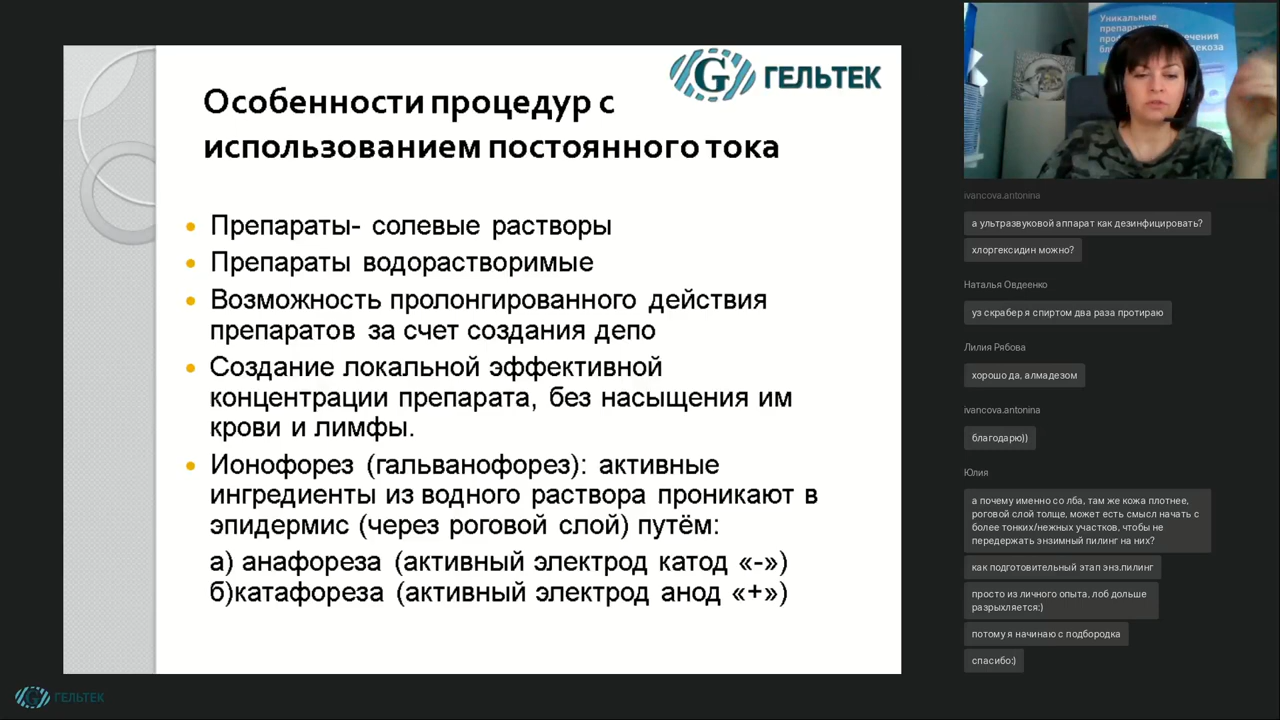 ГЕЛЬТЕК
Особенности процедур с
использованием постоянного тока
Препараты- солевые растворы
Препараты водорастворимые
Возможность пролонгированного действия
препаратов за счет создания депо
Создание локальной эффективной
концентрации препарата, без насыщения им
крови и лимфы.
Ионофорез (гальванофорез): активные
ингредиенты из водного раствора проникают в
эпидермис (через роговой слой) путём:
а) анафореза (активный электрод катод «-»)
б)катафореза (активный электрод анод «+»)
ГЕЛЬТЕК
Уникальные
ivancova.antonina
а ультразвуковой аппарат как дезинфицировать?
хлоргексидин можно?
Наталья Овдеенко
уз скрабер я спиртом два раза протираю
Лилия Рябова
хорошо да, алмадезом
ivancova.antonina
благодарю))
Юлия
а почему именно со лба, там же кожа плотнее,
роговой слой толще, может есть смысл начать с
более тонких/нежных участков, чтобы не
передержать энзимный пилинг на них?
как подготовительный этап энз.пилинг
просто из личного опыта, лоб дольше
разрыхляется:)
потому я начинаю с подбородка
спасибо:)